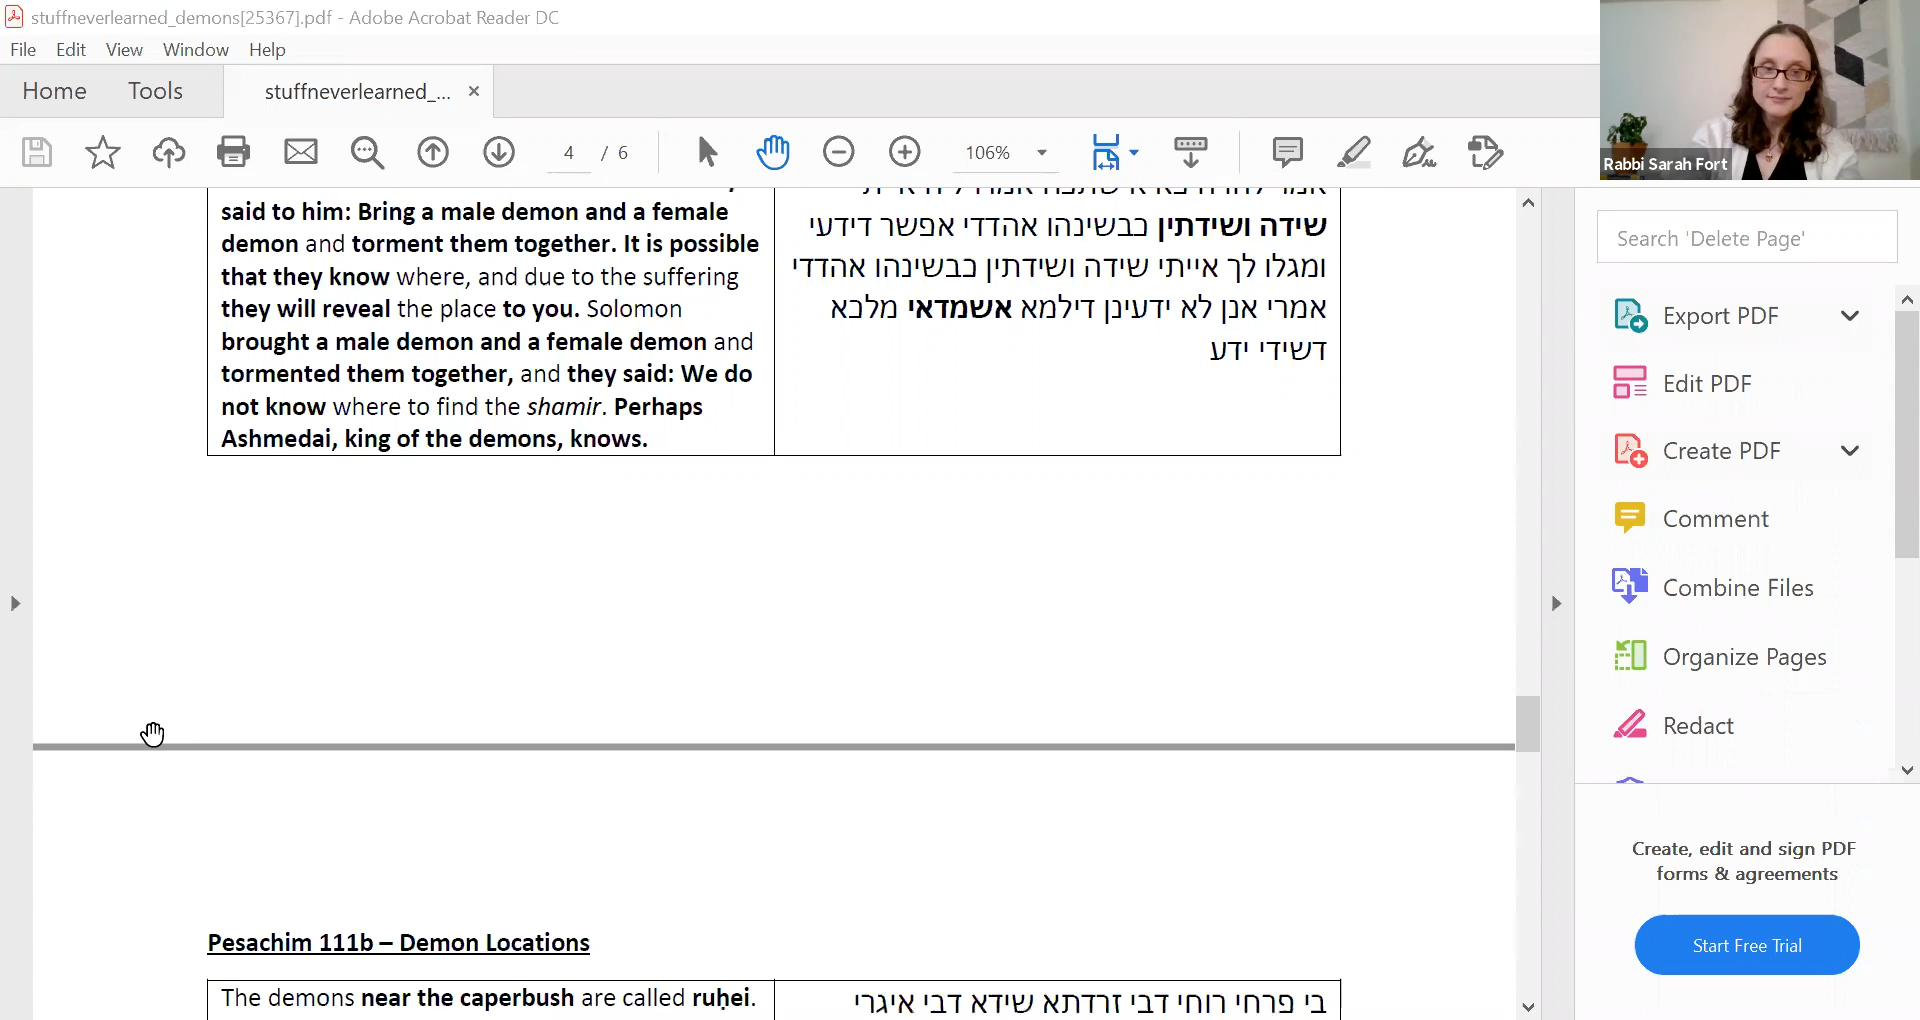 stuffneverlearned_demons[25367].pdf - Adobe Acrobat Reader DC
File Edit View Window Help
Home Tools stuffneverlearned_... ×
4 / 6 106%
Rabbi Sarah Fort
said to him: Bring a male demon and a female
demon and torment them together. It is possible
that they know where, and due to the suffering
they will reveal the place to you. Solomon
brought a male demon and a female demon and
tormented them together, and they said: We do
not know where to find the shamir. Perhaps
Ashmedai, king of the demons, knows.
שידה ושידתין כבשינהו אהדדי אפשר דידעי
ומגלו לך אייתי שידה ושידתין כבשינהו אהדדי
אמרי אנן לא ידעינן דילמא אשמדאי מלכא
דשידי ידע
Pesachim 111b – Demon Locations
The demons near the caperbush are called ruḥei.
בי פרחי רוחי דבי זרדתא שידא דבי איגרי
Search 'Delete Page'
Export PDF
Edit PDF
Create PDF
Comment
Combine Files
Organize Pages
Redact
Create, edit and sign PDF
forms & agreements
Start Free Trial